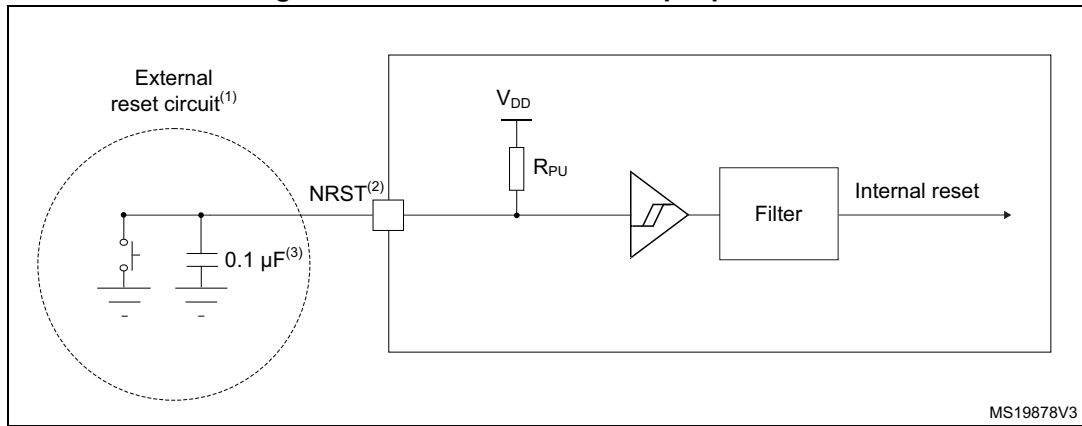 External
reset circuit(1)
VDD
RPU
NRST(2)
Filter
Internal reset
0.1 µF(3)
MS19878V3